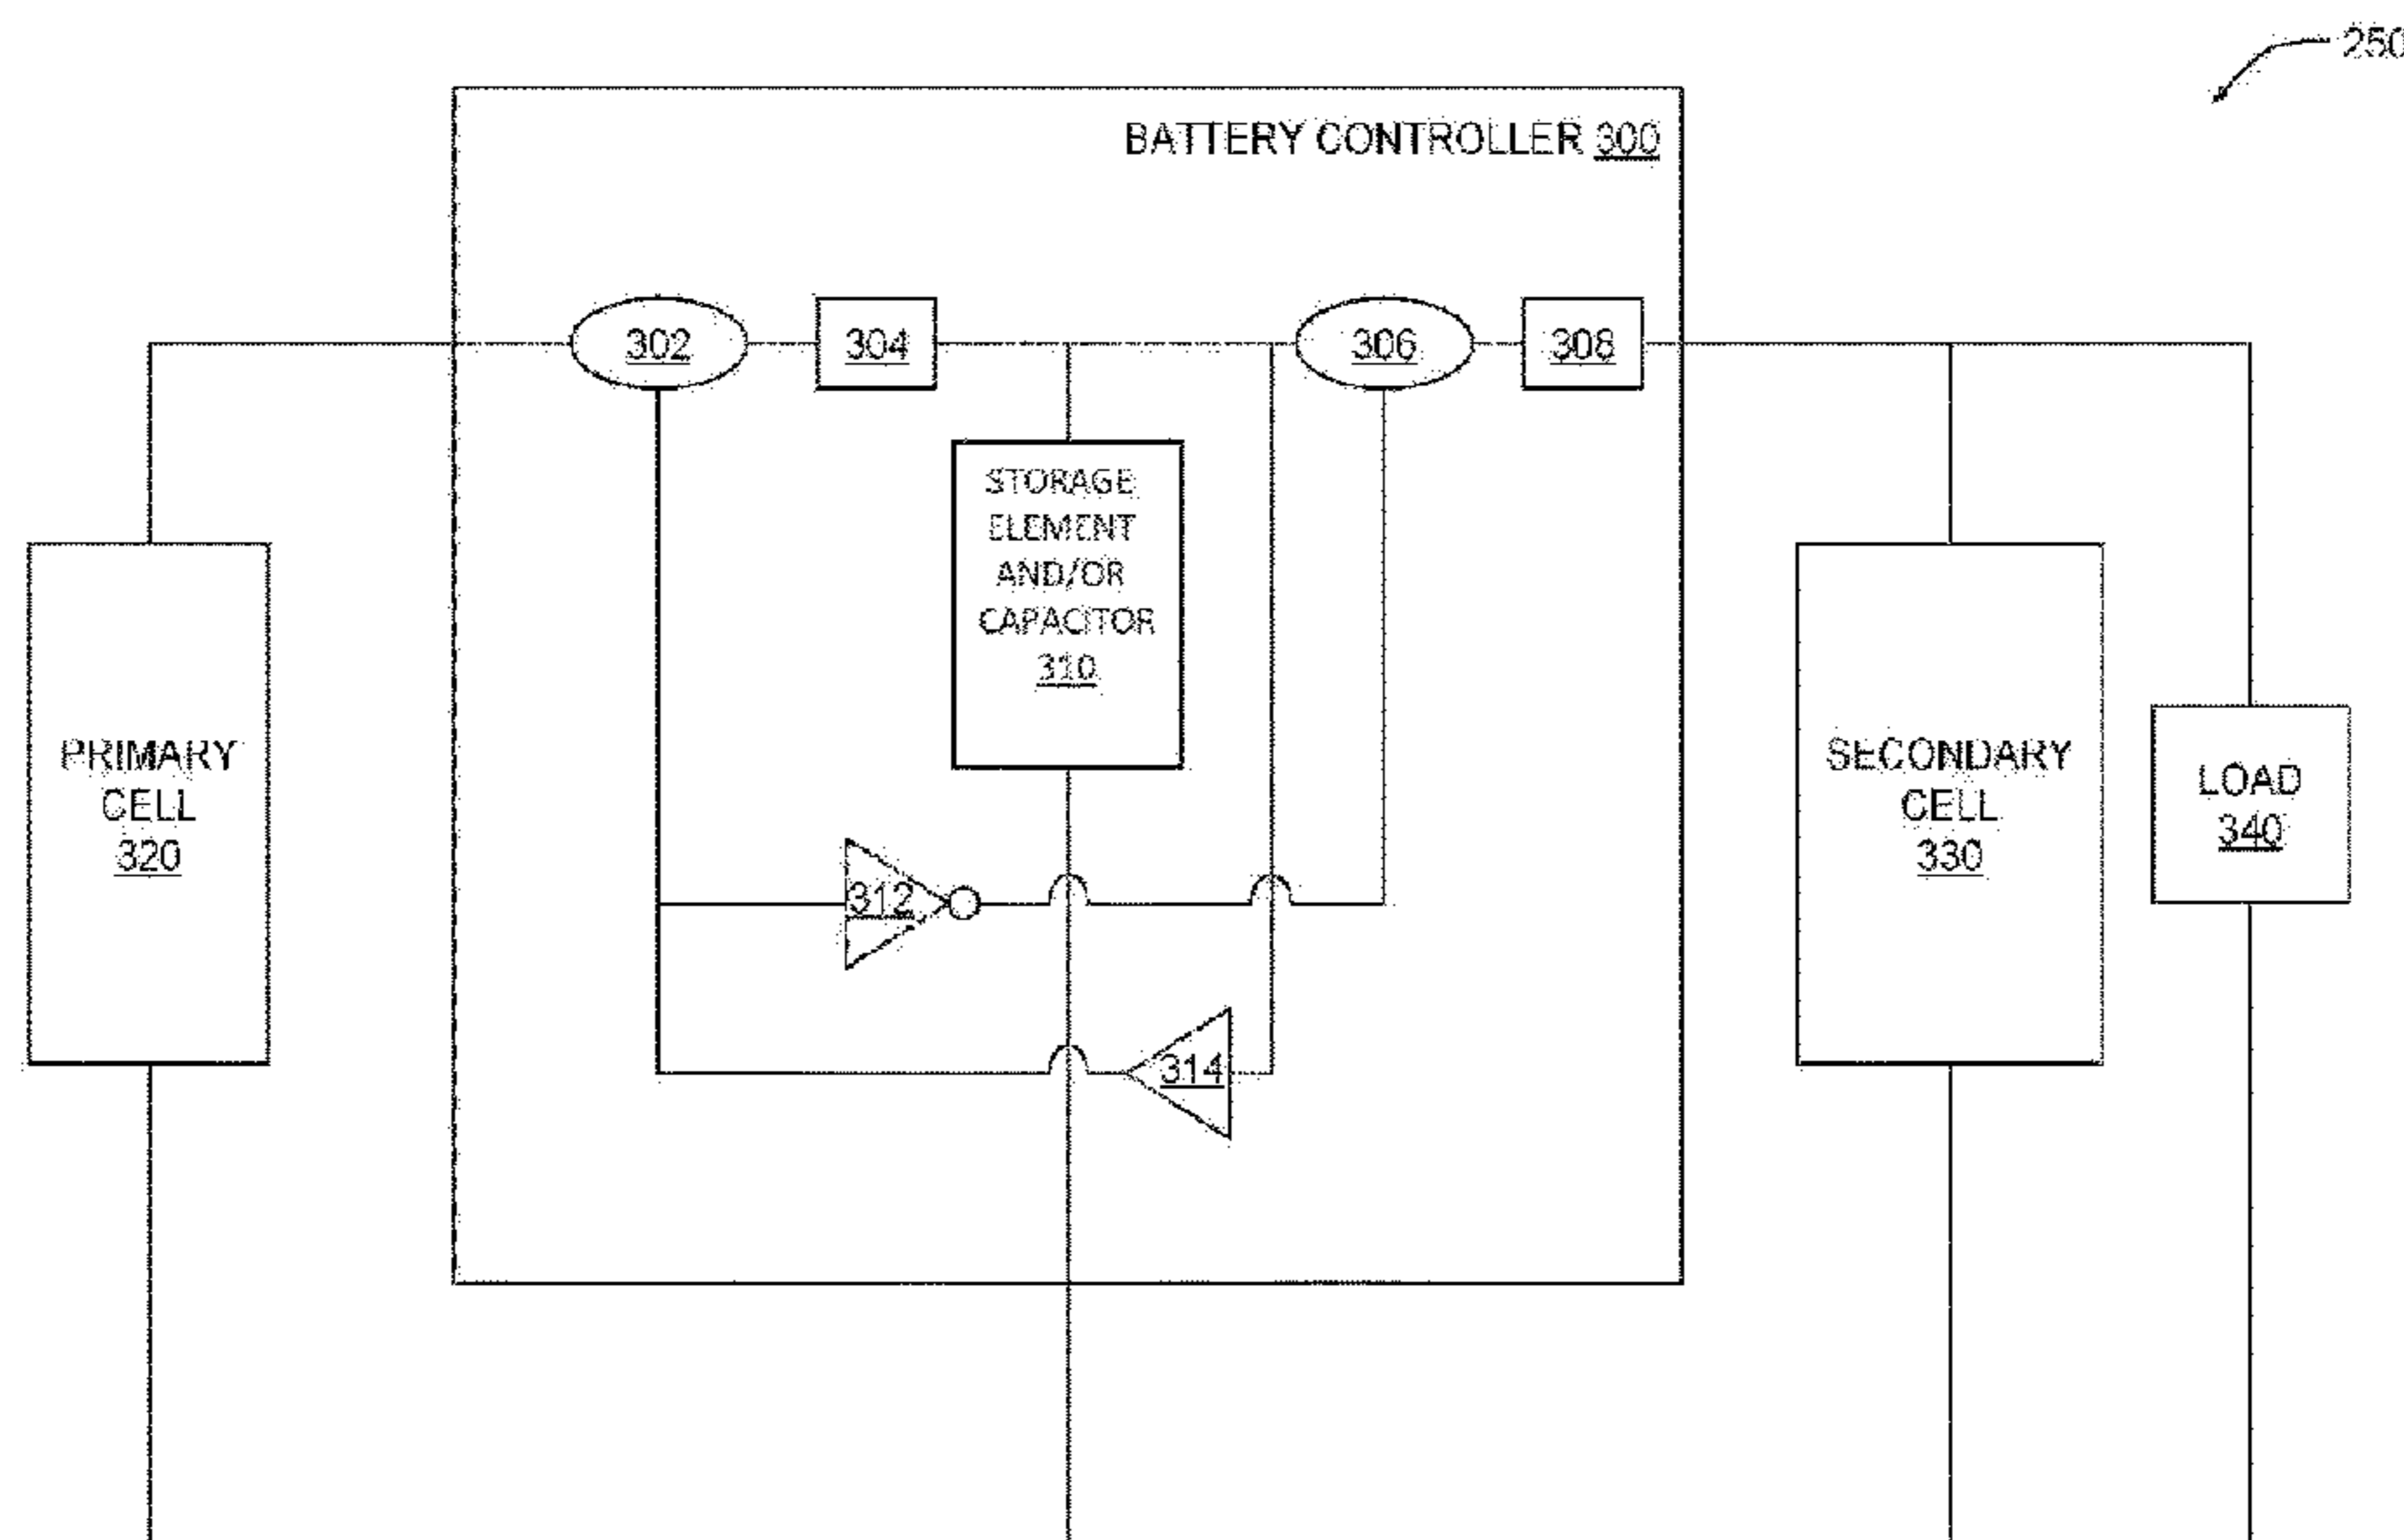 250
BATTERY CONTROLLER 300
302
304
306
308
STORAGE
ELEMENT
AND/OR
CAPACITOR
310
PRIMARY
CELL
320
SECONDARY
CELL
330
LOAD
340
312
314